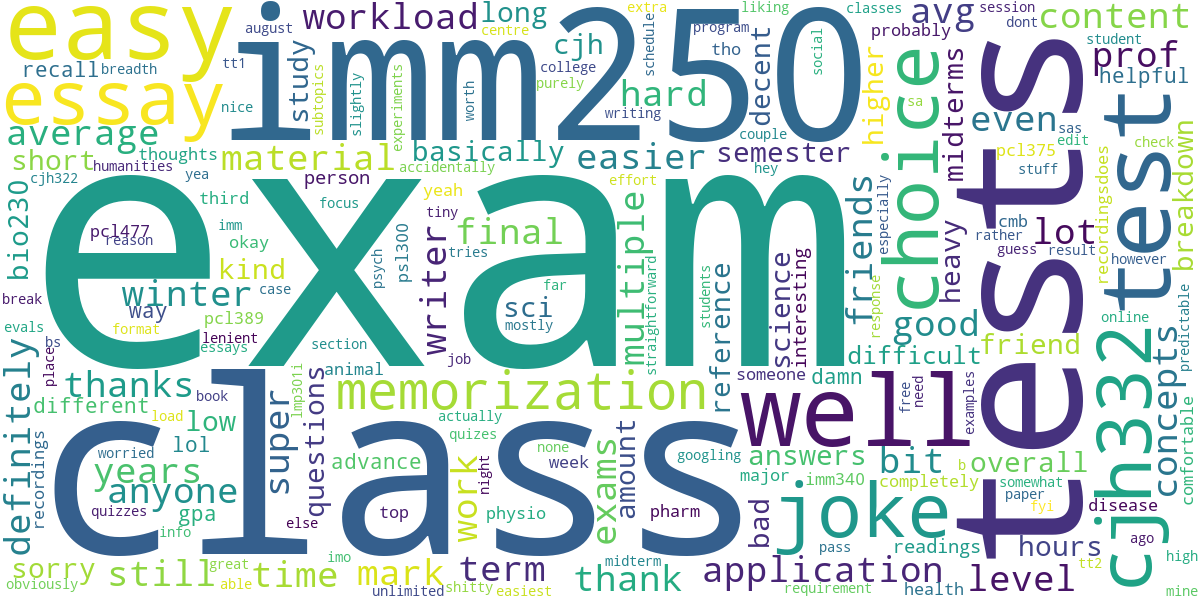 easy
imm250
essay
exam
class
tests
test
well
joke
choice
cjh332
memorization
workload
long
august
extra
centre
liking
classes
session
avg
probably
dont
content
student
prof
helpful
recall
breadth
tt1
nice
study
subtopics
slightly
experiments
cjh
tho
program
college
purely
worth
writing
schedule
decent
social
hard
couple
higher
midterms
sa
even
sas
edit
check
pcl375
stuff
average
short
humanities
thoughts
material
basically
easier
semester
accidentally
hey
cjh322
yea
person
yeah
effort
third
focus
tiny
bio230
pcl477
reason
imm
okay
final
multiple
writer
psl300
psych
tries
case
far
kind
winter
way
pcl389
sci
mostly
straightforward
students
reference
science
interesting
friends
especially
response
heavy
cmb
rather
guess
lot
result
recordingsdoes
however
breakdown
break
evals
format
lenient
essays
section
job
good
friend
online
predictable
difficult
definitely
bs
places
thanks
book
animal
imp30ii
someone
damn
free
need
examples
concepts
comfortable
different
load
low
super
questions
actually
quizes
none
googling
answers
bit
b
overall
recordings
lol
worried
years
advance
work
night
exams
week
amount
major
imm340
completely
somewhat
anyone
quizzes
gpa
else
top
physio
pharm
bad
paper
fyi
disease
info
pass
readings
hours
ago
tt2
high
sorry
still
great
able
time
imo
mark
term
midterm
thank
application
level
obviously
unlimited
shitty
easiest
requirement
health
mine